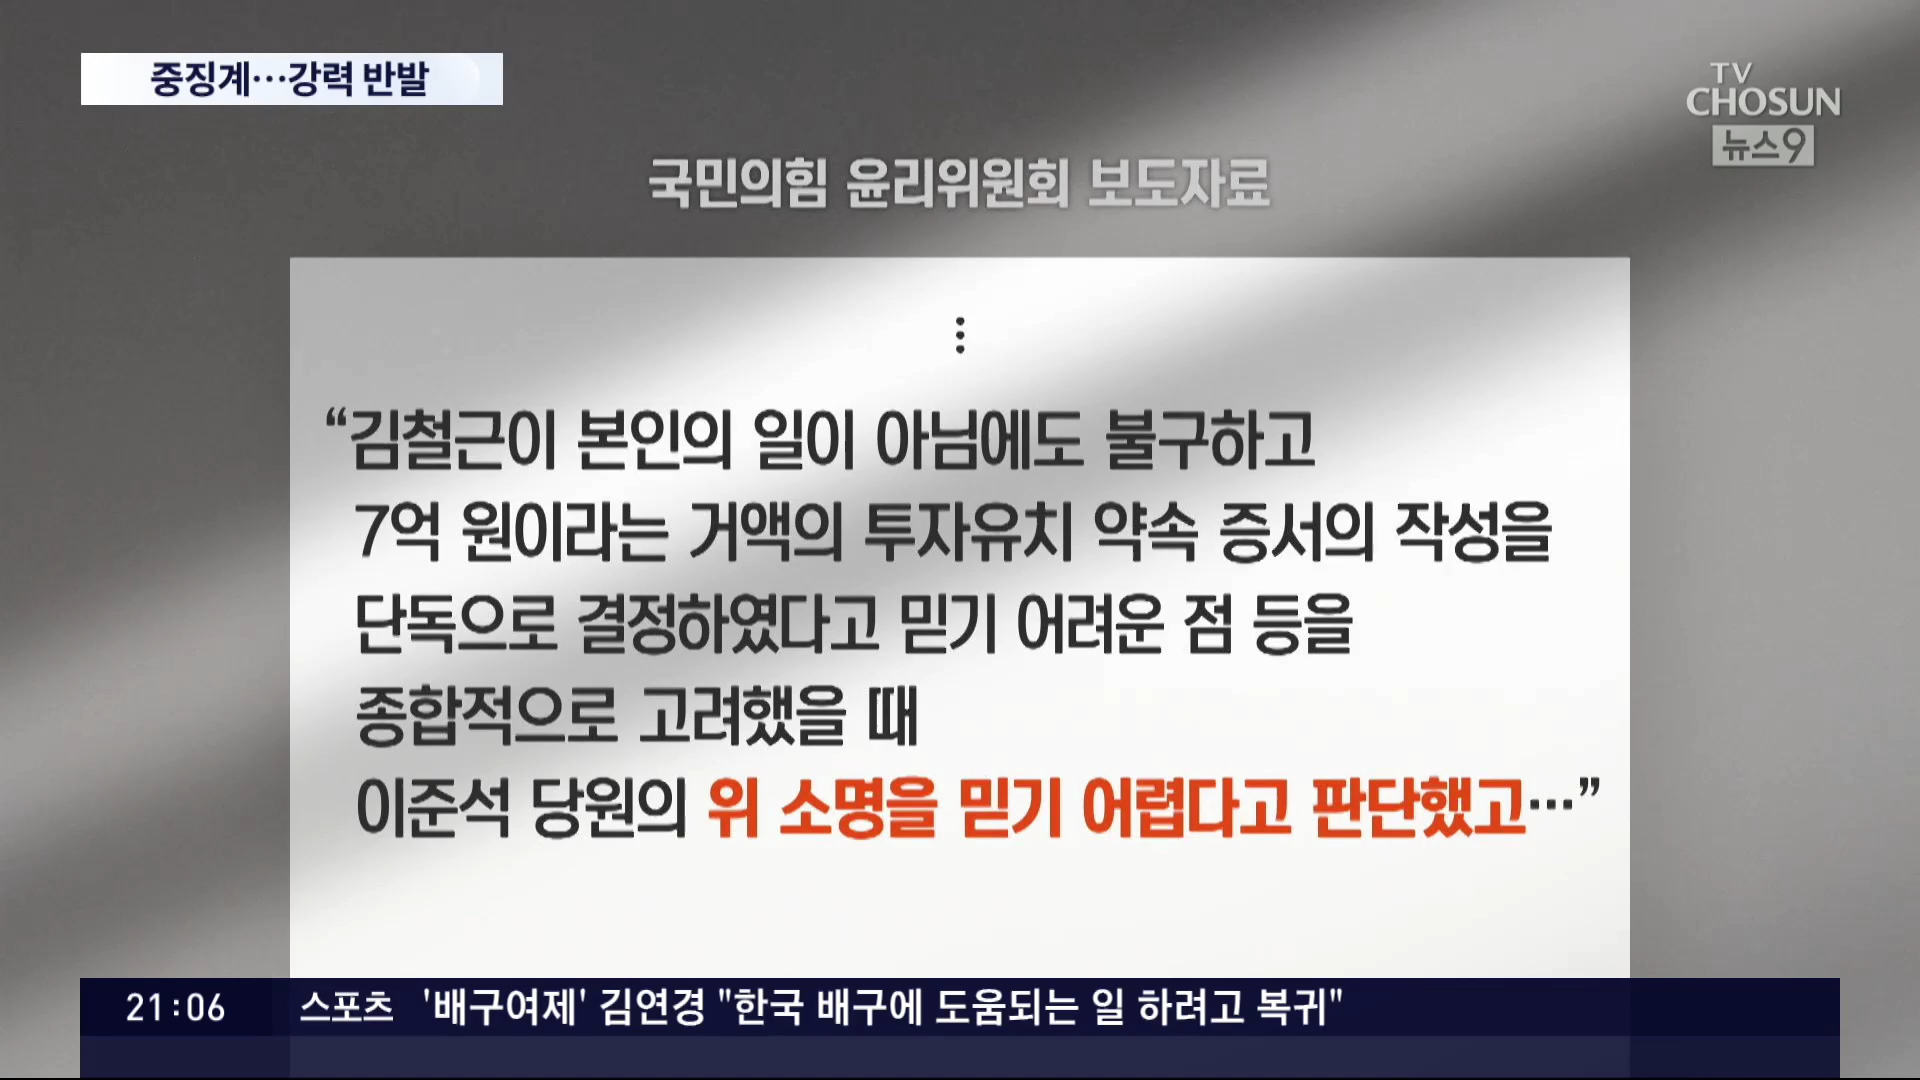 중징계…강력 반발
TV
CHOSUN
뉴스9
국민의힘 윤리위원회 보도자료
⋮
“김철근이 본인의 일이 아님에도 불구하고
7억 원이라는 거액의 투자유치 약속 증서의 작성을
단독으로 결정하였다고 믿기 어려운 점 등을
종합적으로 고려했을 때
이준석 당원의 위 소명을 믿기 어렵다고 판단했고…”
21:06 스포츠 '배구여제' 김연경 "한국 배구에 도움되는 일 하려고 복귀"